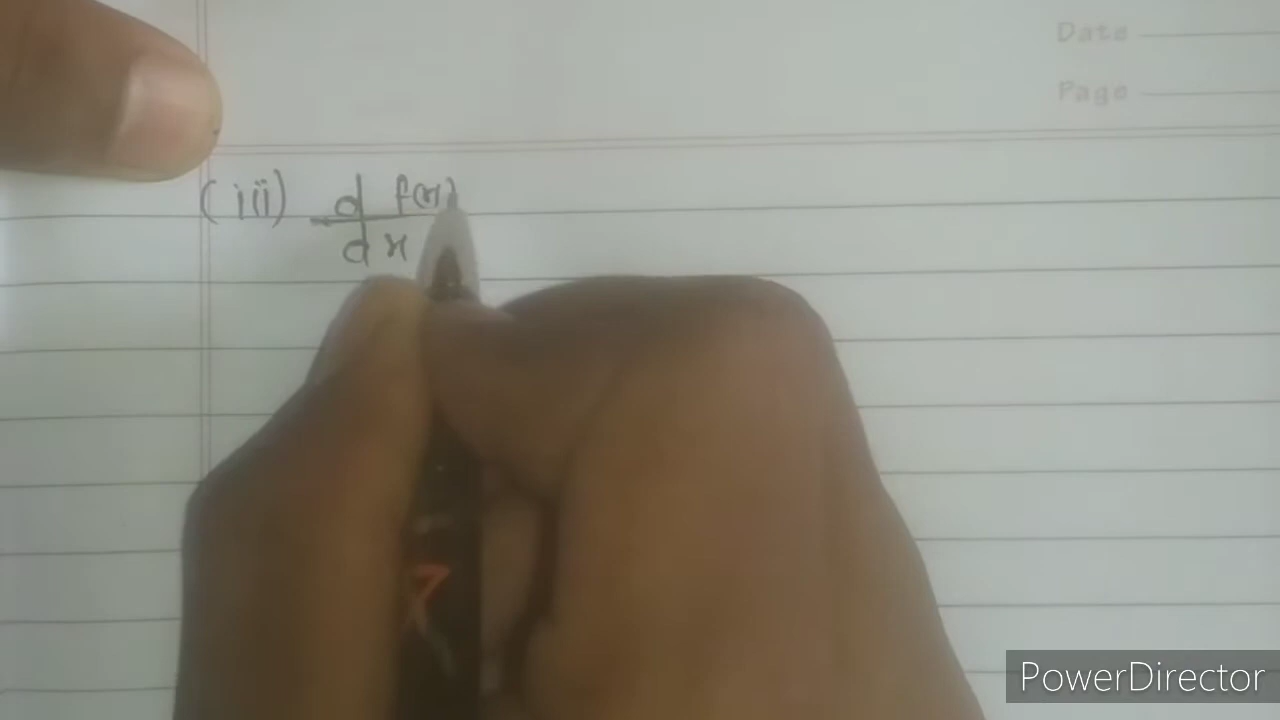 Date
Page
(iii) d f(x)
dx
PowerDirector